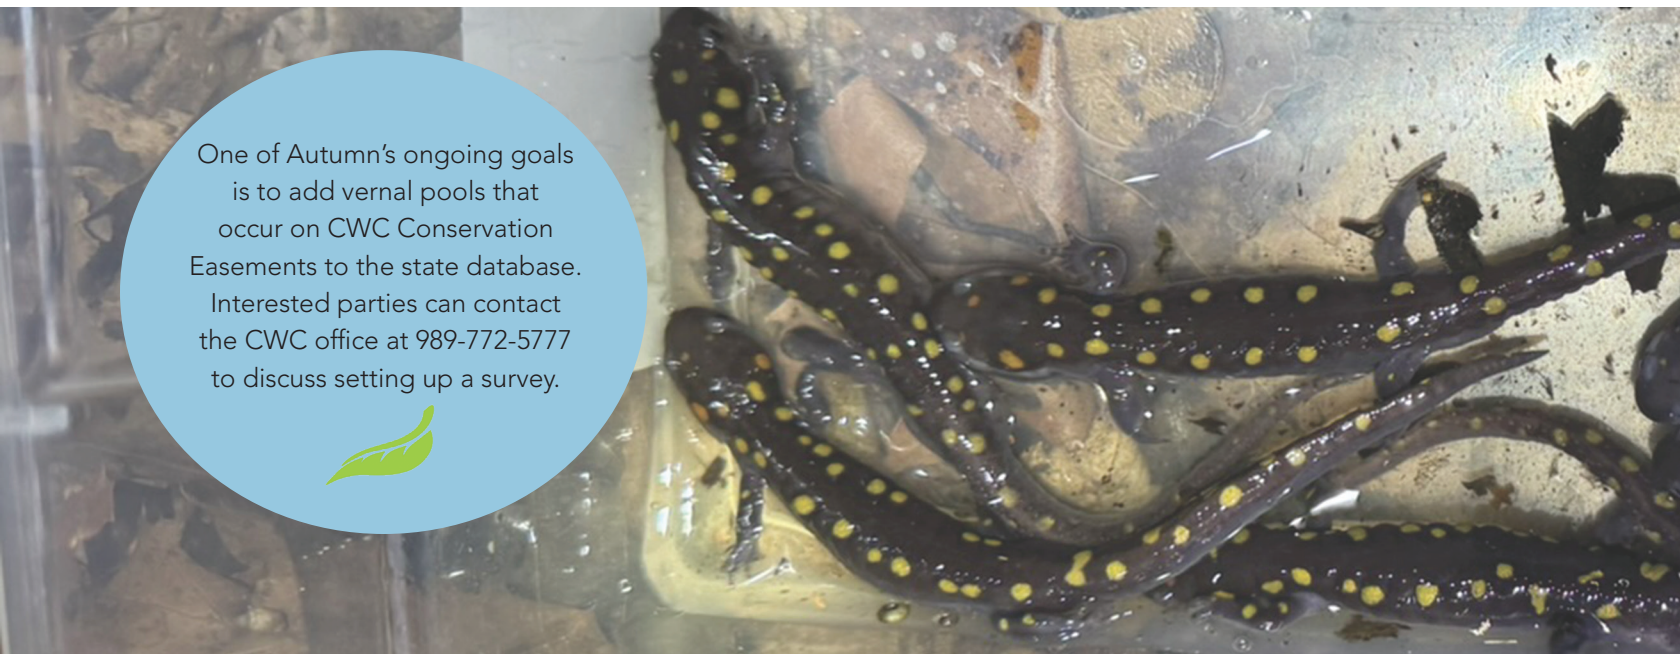 One of Autumn’s ongoing goals
is to add vernal pools that
occur on CWC Conservation
Easements to the state database.
Interested parties can contact
the CWC office at 989-772-5777
to discuss setting up a survey.